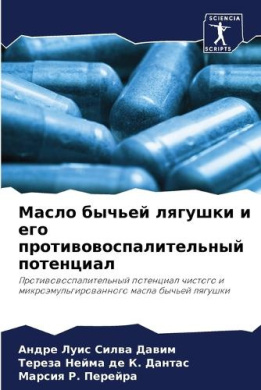 SCIENCIA
SCRIPTS
Масло бычьей лягушки и
его
противовоспалительный
потенциал
Противовоспалительный потенциал чистого и
микроэмульгированного масла бычьей лягушки
Андре Луис Силва Давим
Тереза Нейма де К. Дантас
Марсия Р. Перейра